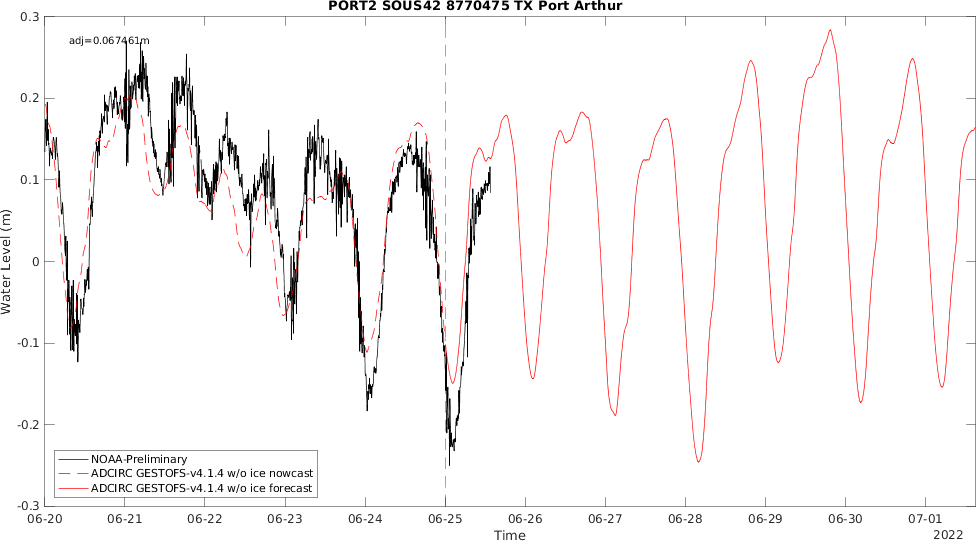 PORT2 SOUS42 8770475 TX Port Arthur
adj=0.067461m
0.3
0.2
0.1
0
-0.1
-0.2
-0.3
Water Level (m)
NOAA-Preliminary
ADCIRC GESTOFS-v4.1.4 w/o ice nowcast
ADCIRC GESTOFS-v4.1.4 w/o ice forecast
06-20 06-21 06-22 06-23 06-24 06-25 06-26 06-27 06-28 06-29 06-30 07-01
Time
2022